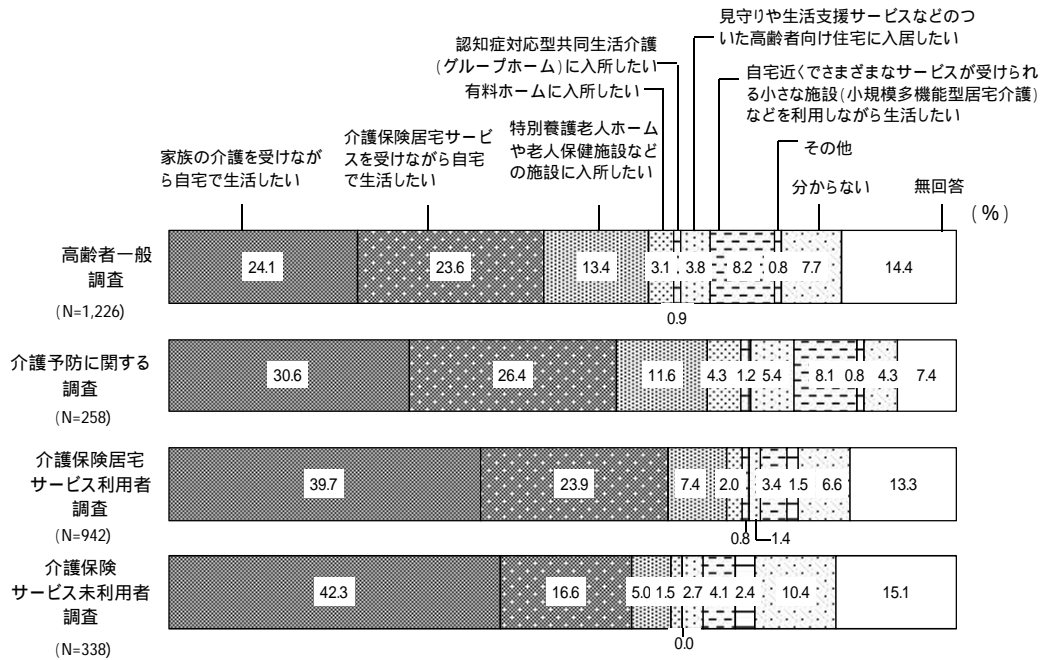 見守りや生活支援サービスなどのつ
いた高齢者向け住宅に入居したい
認知症対応型共同生活介護
(グループホーム)に入所したい
自宅近くでさまざまなサービスが受けられ
る小さな施設(小規模多機能型居宅介護)
などを利用しながら生活したい
有料ホームに入所したい
特別養護老人ホーム
や老人保健施設など
の施設に入所したい
介護保険居宅サービ
スを受けながら自宅
で生活したい
家族の介護を受けなが
ら自宅で生活したい
その他
分からない
無回答
(%)
高齢者一般
調査
(N=1,226)
24.1 23.6 13.4 3.1 3.8 8.2 0.8 7.7 14.4
0.9
介護予防に関する
調査
(N=258)
30.6 26.4 11.6 4.3 1.2 5.4 8.1 0.8 4.3 7.4
介護保険居宅
サービス利用者
調査
(N=942)
39.7 23.9 7.4 2.0 3.4 1.5 6.6 13.3
0.8 1.4
介護保険
サービス未利用者
調査
(N=338)
42.3 16.6 5.0 1.5 2.7 4.1 2.4 10.4 15.1
0.0